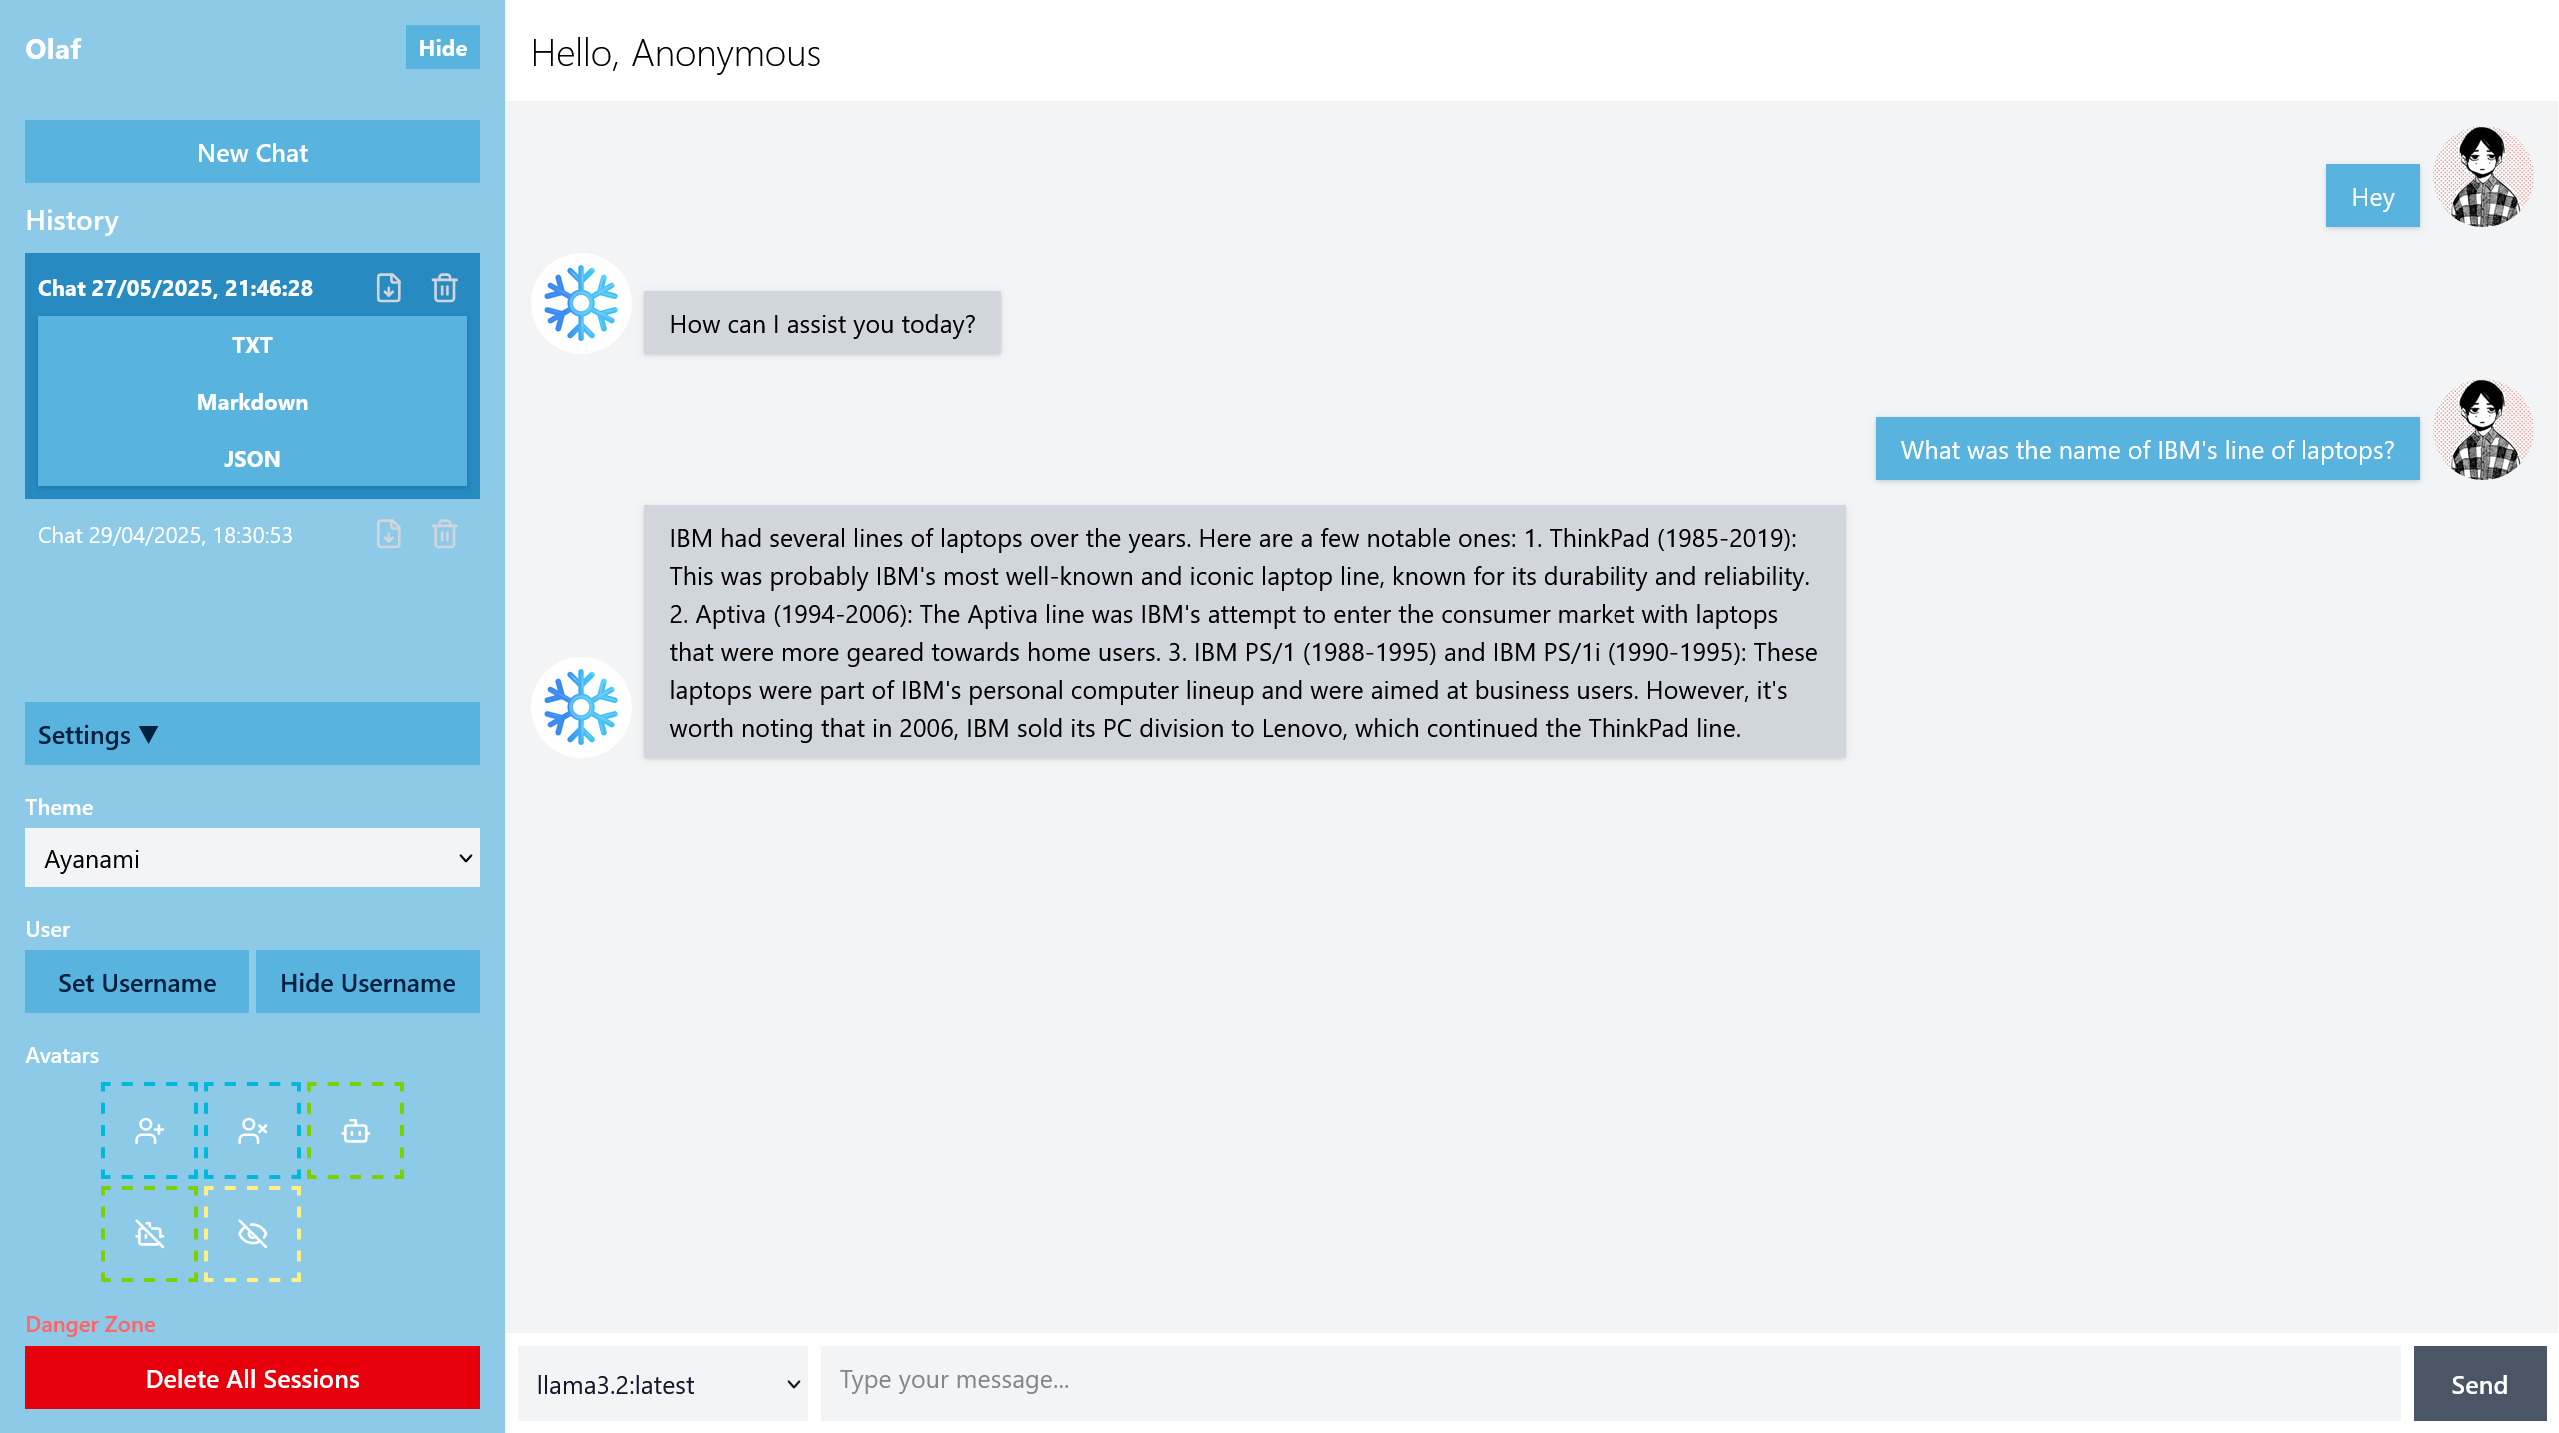 Olaf
Hide
New Chat
History
Chat 27/05/2025, 21:46:28
TXT
Markdown
JSON
Chat 29/04/2025, 18:30:53
Settings ▼
Theme
Ayanami
User
Set Username
Hide Username
Avatars
Danger Zone
Delete All Sessions
Hello, Anonymous
Hey
How can I assist you today?
What was the name of IBM's line of laptops?
IBM had several lines of laptops over the years. Here are a few notable ones: 1. ThinkPad (1985-2019):
This was probably IBM's most well-known and iconic laptop line, known for its durability and reliability.
2. Aptiva (1994-2006): The Aptiva line was IBM's attempt to enter the consumer market with laptops
that were more geared towards home users. 3. IBM PS/1 (1988-1995) and IBM PS/1i (1990-1995): These
laptops were part of IBM's personal computer lineup and were aimed at business users. However, it's
worth noting that in 2006, IBM sold its PC division to Lenovo, which continued the ThinkPad line.
llama3.2:latest
Type your message...
Send